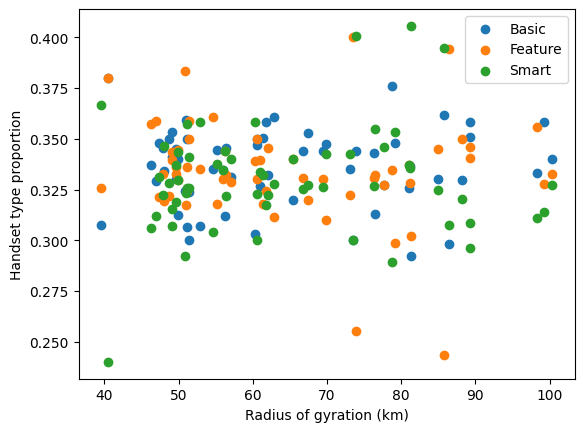 Basic
Feature
Smart
0.400
0.375
0.350
0.325
0.300
0.275
0.250
Handset type proportion
40 50 60 70 80 90 100
Radius of gyration (km)